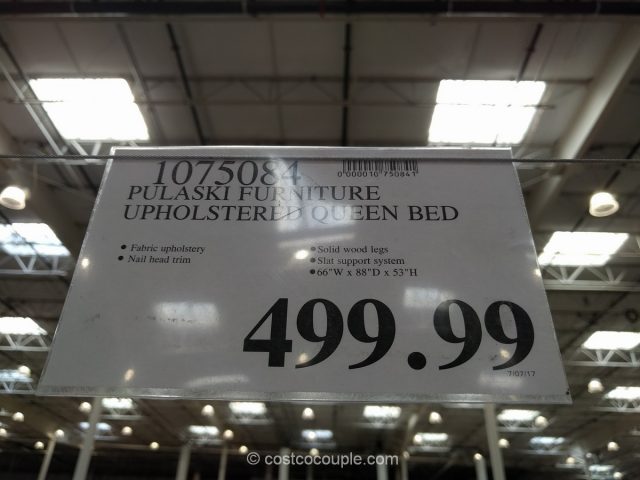 1075084
0"000010"750841"
PULASKI FURNITURE
UPHOLSTERED QUEEN BED
• Fabric upholstery
• Nail head trim
• Solid wood legs
• Slat support system
• 66"W x 88"D x 53"H
499.99
7/07/17
© costcocouple.com